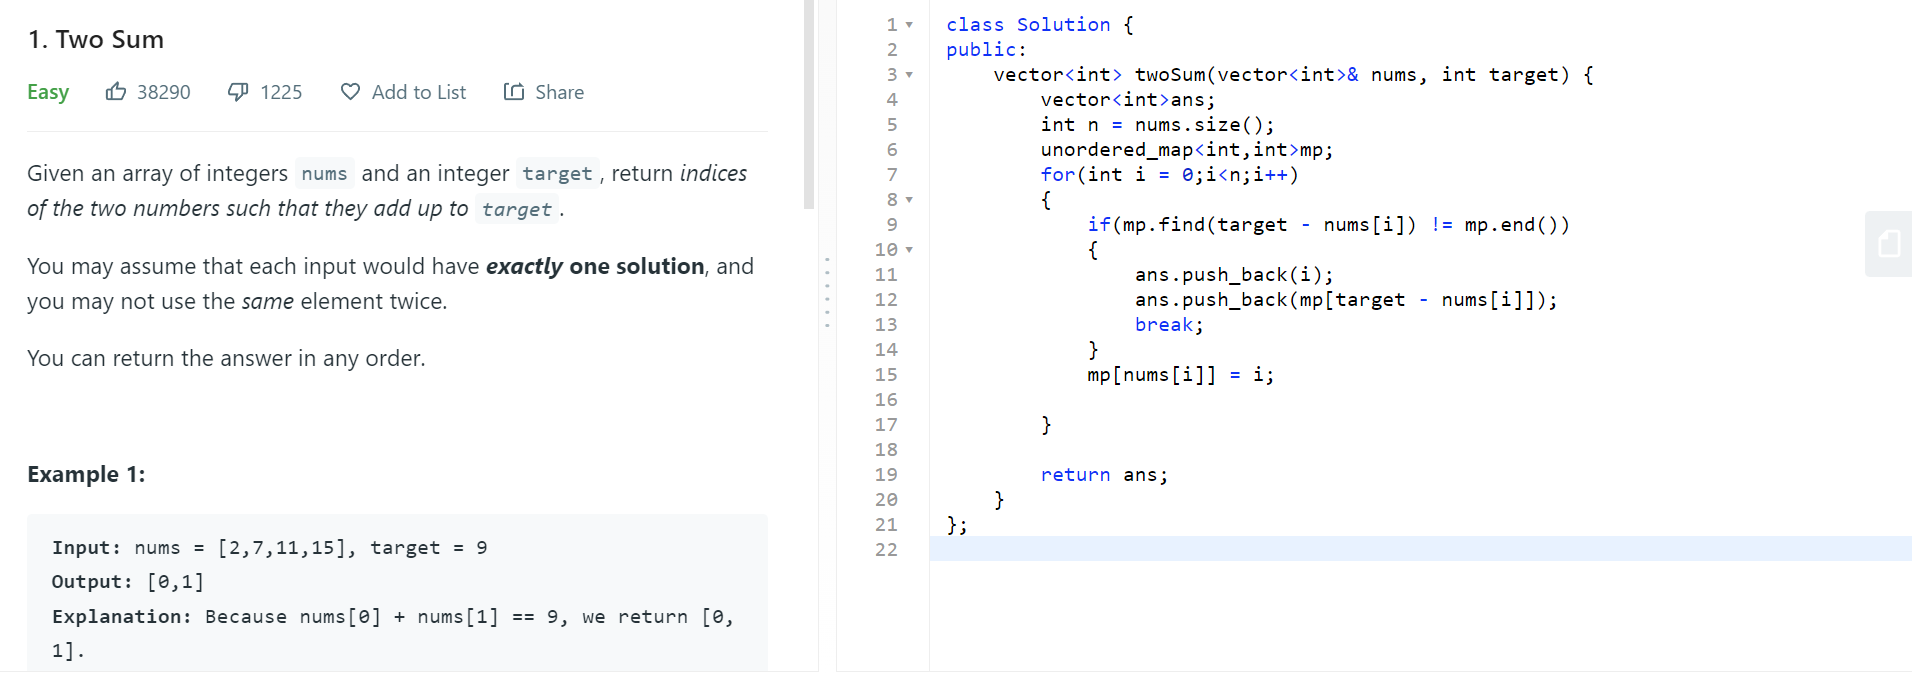 1. Two Sum
Easy 38290 1225 Add to List Share
Given an array of integers nums and an integer target , return indices
of the two numbers such that they add up to target .
You may assume that each input would have exactly one solution, and
you may not use the same element twice.
You can return the answer in any order.
Example 1:
Input: nums = [2,7,11,15], target = 9
Output: [0,1]
Explanation: Because nums[0] + nums[1] == 9, we return [0,
1].
1 class Solution {
2 public:
3     vector<int> twoSum(vector<int>& nums, int target) {
4         vector<int>ans;
5         int n = nums.size();
6         unordered_map<int,int>mp;
7         for(int i = 0;i<n;i++)
8         {
9             if(mp.find(target - nums[i]) != mp.end())
10             {
11                 ans.push_back(i);
12                 ans.push_back(mp[target - nums[i]]);
13                 break;
14             }
15             mp[nums[i]] = i;
16
17         }
18
19         return ans;
20     }
21 };
22